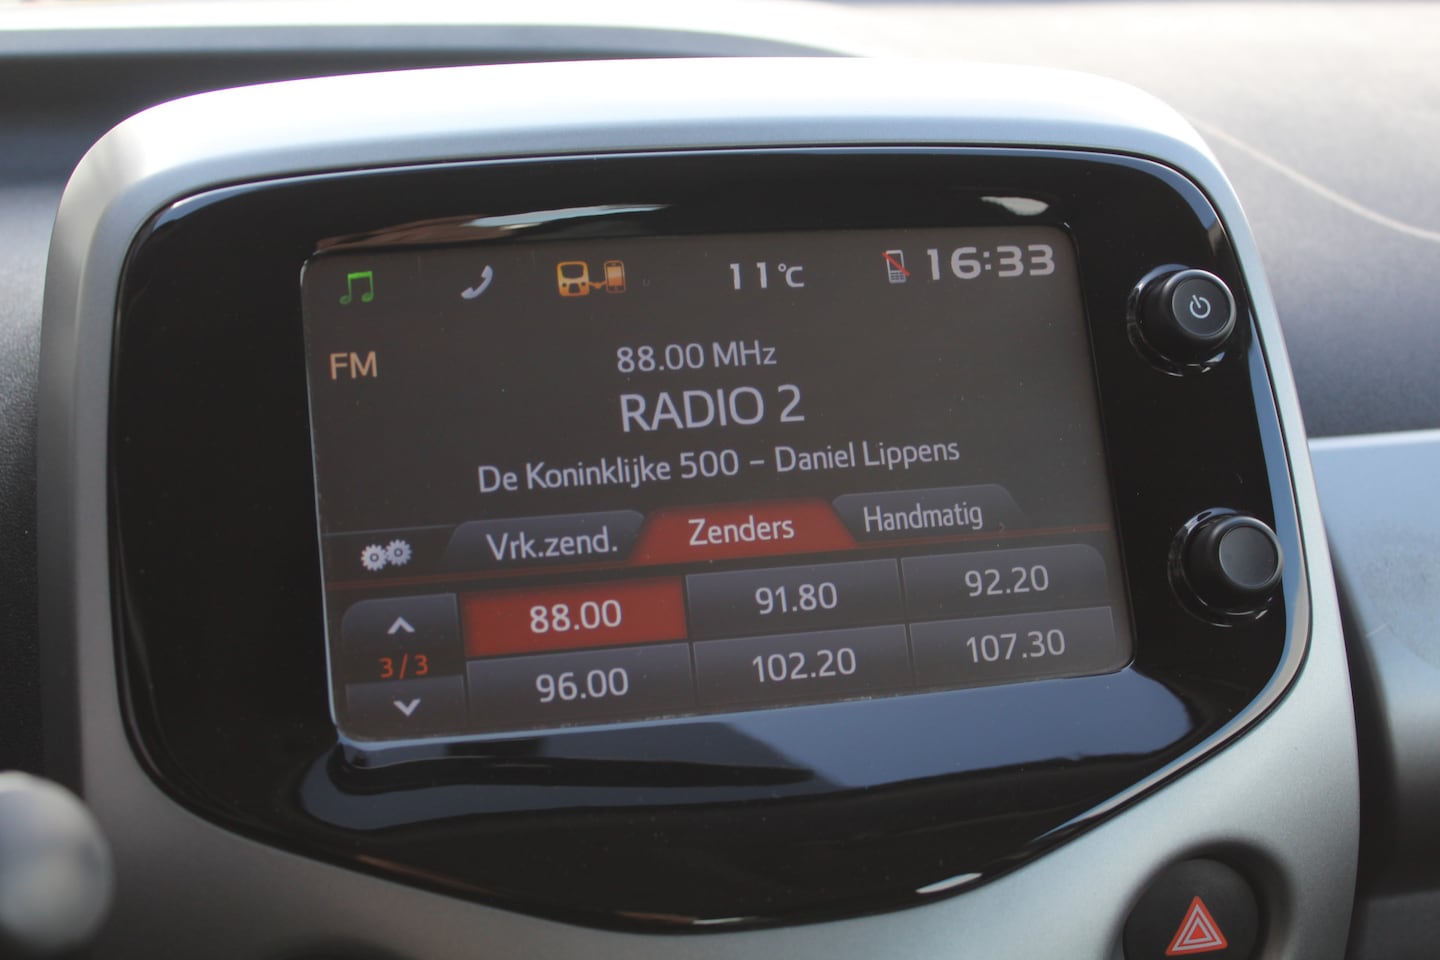 11°C 16:33
FM
88.00 MHz
RADIO 2
De Koninklijke 500 – Daniel Lippens
Vrk.zend. Zenders Handmatig
88.00 91.80 92.20
3/3
96.00 102.20 107.30